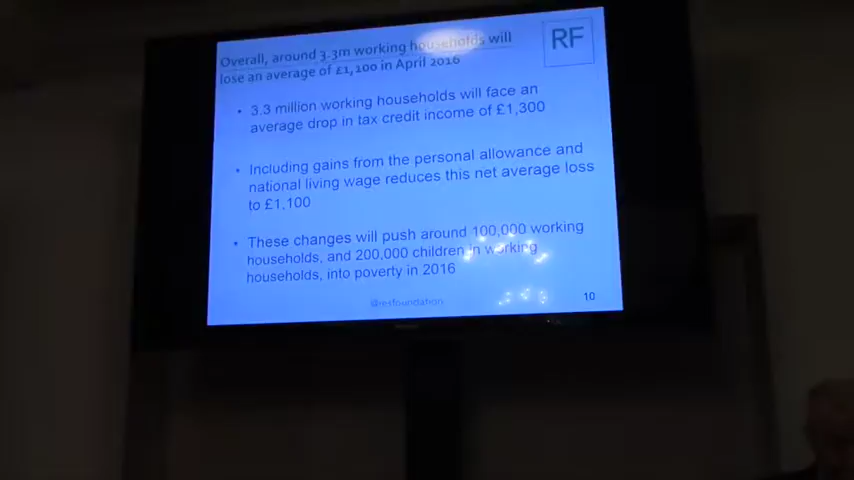 Overall, around 3.3m working households will
lose an average of £1,100 in April 2016
RF
• 3.3 million working households will face an
average drop in tax credit income of £1,300
• Including gains from the personal allowance and
national living wage reduces this net average loss
to £1,100
• These changes will push around 100,000 working
households, and 200,000 children in working
households, into poverty in 2016
@resfoundation
10